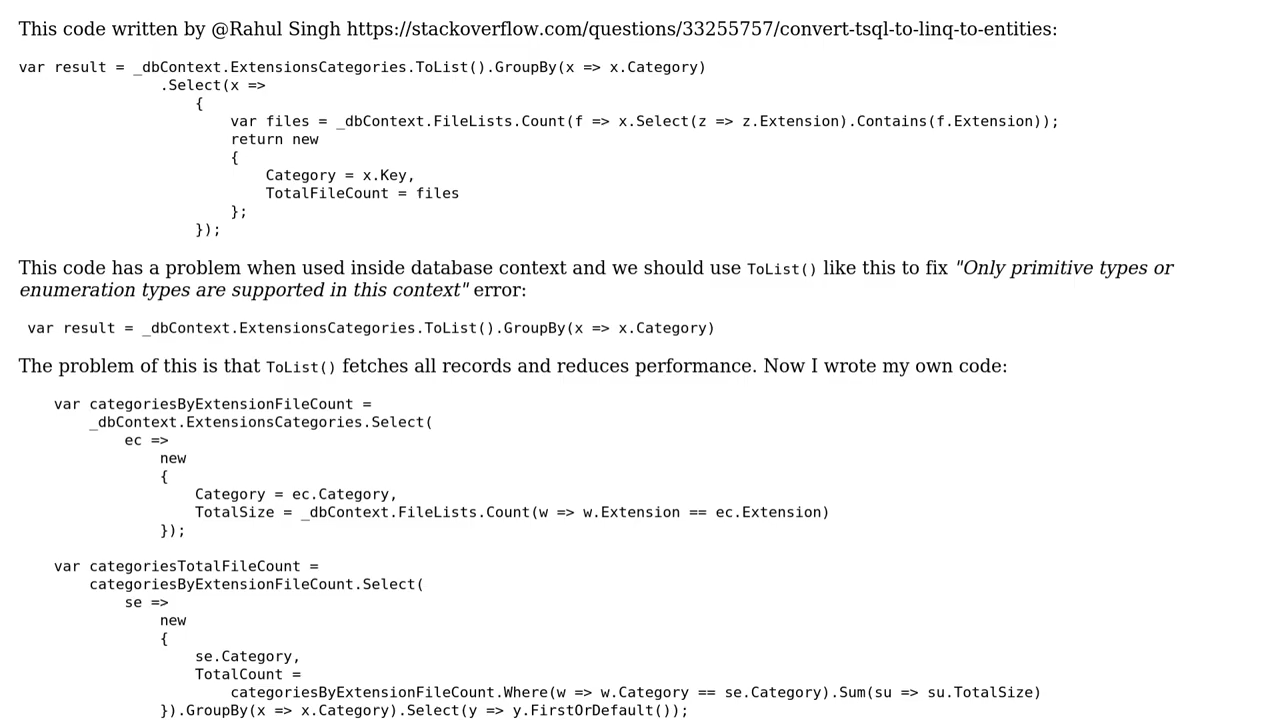 This code written by @Rahul Singh https://stackoverflow.com/questions/33255757/convert-tsql-to-linq-to-entities:
var result = _dbContext.ExtensionsCategories.ToList().GroupBy(x => x.Category)
.Select(x =>
{
var files = _dbContext.FileLists.Count(f => x.Select(z => z.Extension).Contains(f.Extension));
return new
{
Category = x.Key,
TotalFileCount = files
};
});
This code has a problem when used inside database context and we should use ToList() like this to fix "Only primitive types or
enumeration types are supported in this context" error:
var result = _dbContext.ExtensionsCategories.ToList().GroupBy(x => x.Category)
The problem of this is that ToList() fetches all records and reduces performance. Now I wrote my own code:
var categoriesByExtensionFileCount =
_dbContext.ExtensionsCategories.Select(
ec =>
new
{
Category = ec.Category,
TotalSize = _dbContext.FileLists.Count(w => w.Extension == ec.Extension)
});
var categoriesTotalFileCount =
categoriesByExtensionFileCount.Select(
se =>
new
{
se.Category,
TotalCount =
categoriesByExtensionFileCount.Where(w => w.Category == se.Category).Sum(su => su.TotalSize)
}).GroupBy(x => x.Category).Select(y => y.FirstOrDefault());